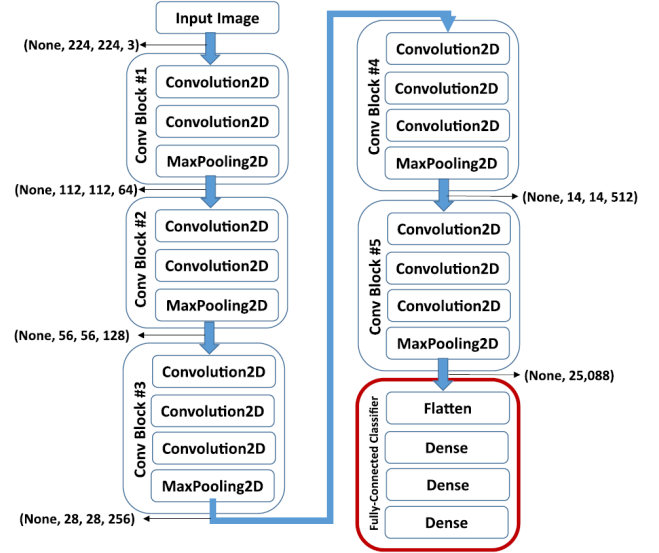 Input Image
(None, 224, 224, 3)
Conv Block #1
Convolution2D
Convolution2D
MaxPooling2D
(None, 112, 112, 64)
Conv Block #2
Convolution2D
Convolution2D
MaxPooling2D
(None, 56, 56, 128)
Conv Block #3
Convolution2D
Convolution2D
Convolution2D
MaxPooling2D
(None, 28, 28, 256)
Conv Block #4
Convolution2D
Convolution2D
Convolution2D
MaxPooling2D
(None, 14, 14, 512)
Conv Block #5
Convolution2D
Convolution2D
Convolution2D
MaxPooling2D
(None, 25,088)
Fully-Connected Classifier
Flatten
Dense
Dense
Dense